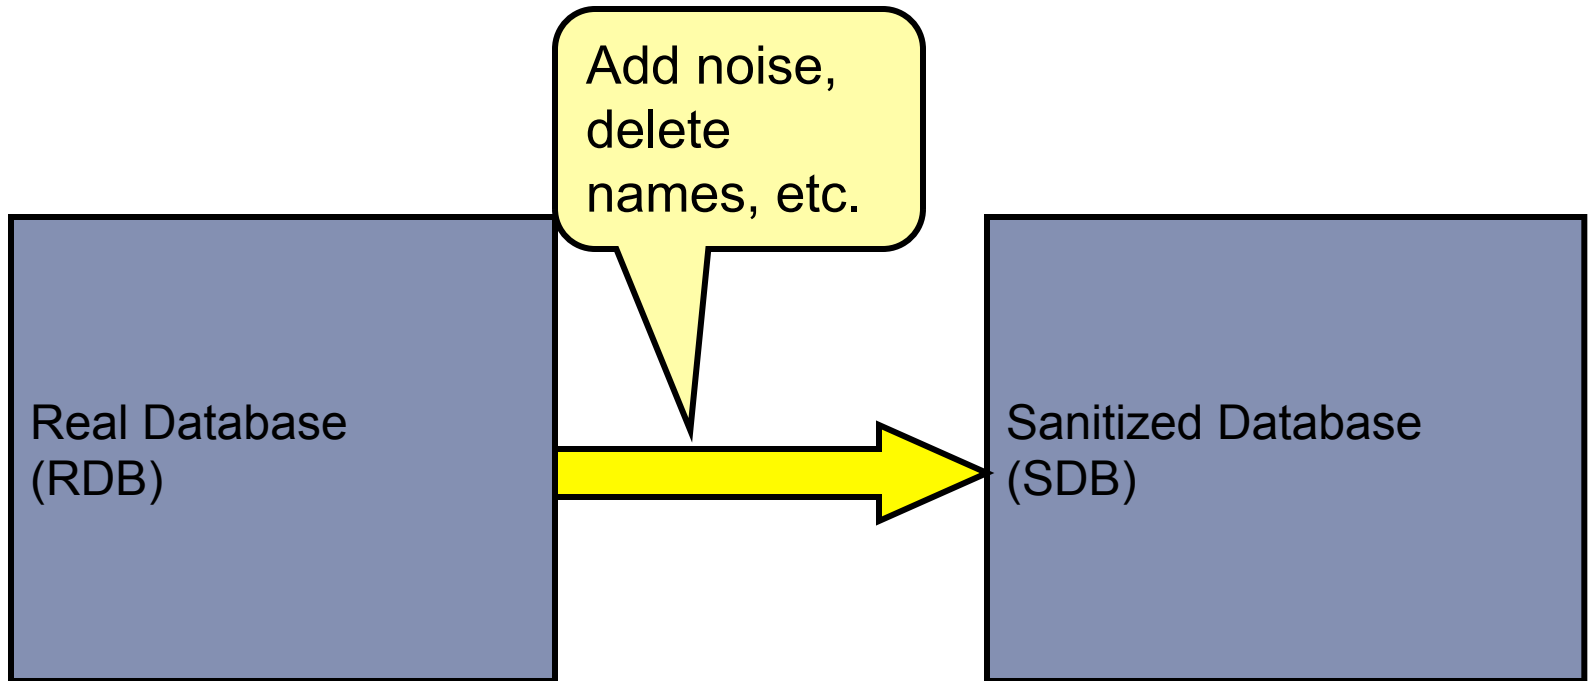 Add noise,
delete
names, etc.
Real Database
(RDB)
Sanitized Database
(SDB)